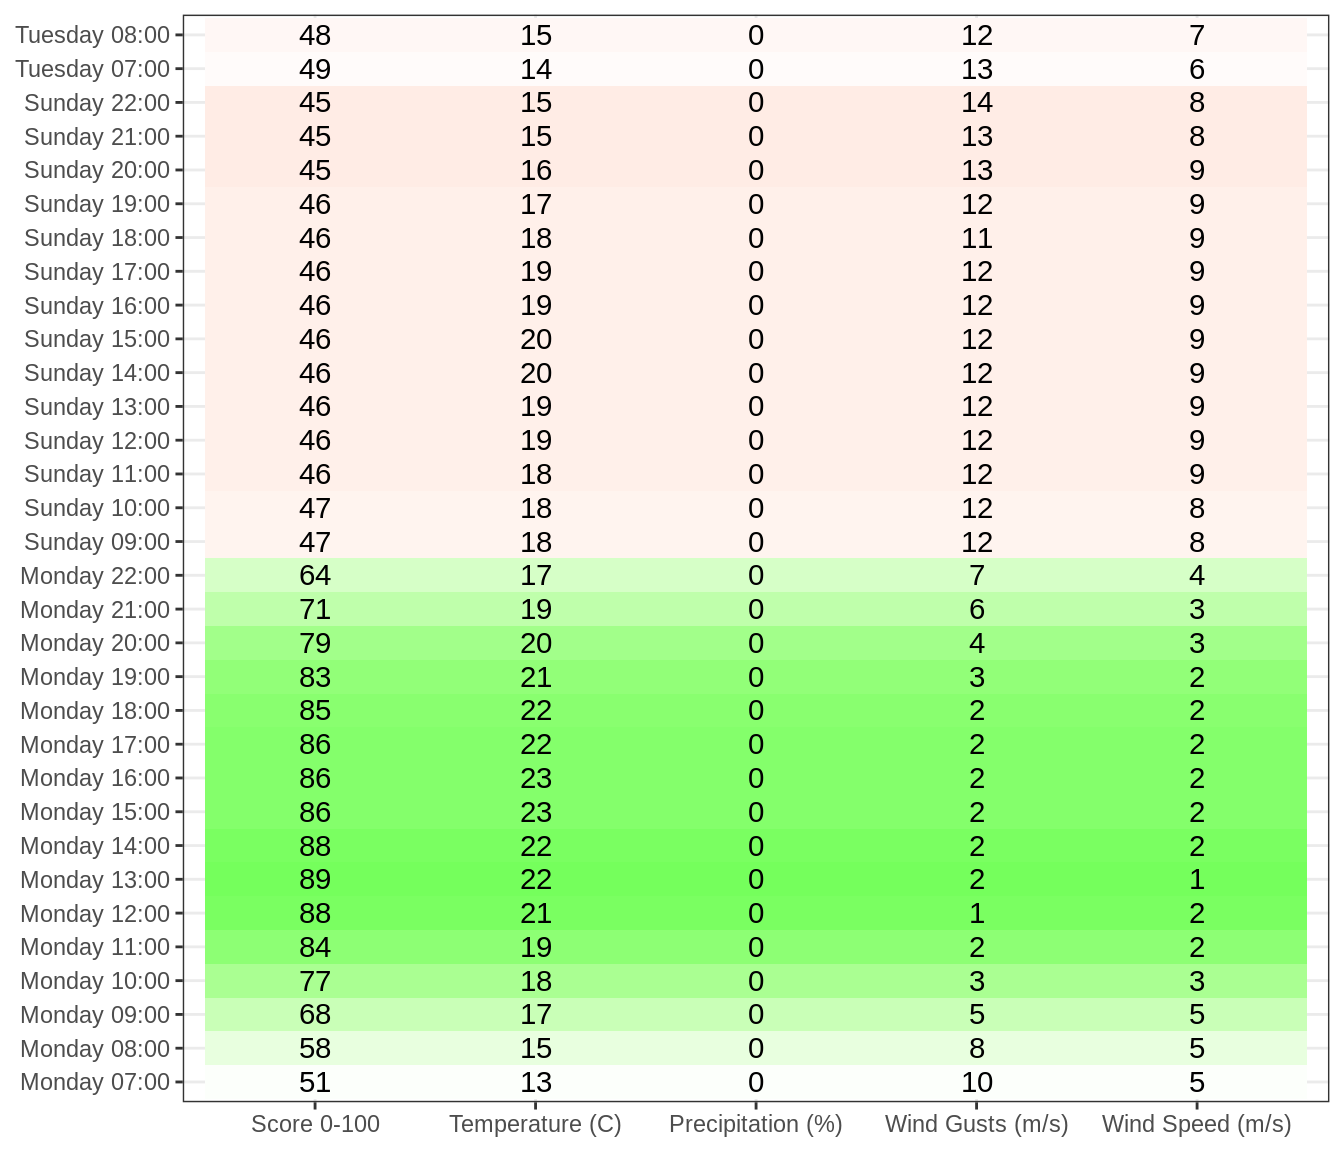 Tuesday 08:00 48 15 0 12 7
Tuesday 07:00 49 14 0 13 6
Sunday 22:00 45 15 0 14 8
Sunday 21:00 45 15 0 13 8
Sunday 20:00 45 16 0 13 9
Sunday 19:00 46 17 0 12 9
Sunday 18:00 46 18 0 11 9
Sunday 17:00 46 19 0 12 9
Sunday 16:00 46 19 0 12 9
Sunday 15:00 46 20 0 12 9
Sunday 14:00 46 20 0 12 9
Sunday 13:00 46 19 0 12 9
Sunday 12:00 46 19 0 12 9
Sunday 11:00 46 18 0 12 9
Sunday 10:00 47 18 0 12 8
Sunday 09:00 47 18 0 12 8
Monday 22:00 64 17 0 7 4
Monday 21:00 71 19 0 6 3
Monday 20:00 79 20 0 4 3
Monday 19:00 83 21 0 3 2
Monday 18:00 85 22 0 2 2
Monday 17:00 86 22 0 2 2
Monday 16:00 86 23 0 2 2
Monday 15:00 86 23 0 2 2
Monday 14:00 88 22 0 2 2
Monday 13:00 89 22 0 2 1
Monday 12:00 88 21 0 1 2
Monday 11:00 84 19 0 2 2
Monday 10:00 77 18 0 3 3
Monday 09:00 68 17 0 5 5
Monday 08:00 58 15 0 8 5
Monday 07:00 51 13 0 10 5
Score 0-100 Temperature (C) Precipitation (%) Wind Gusts (m/s) Wind Speed (m/s)